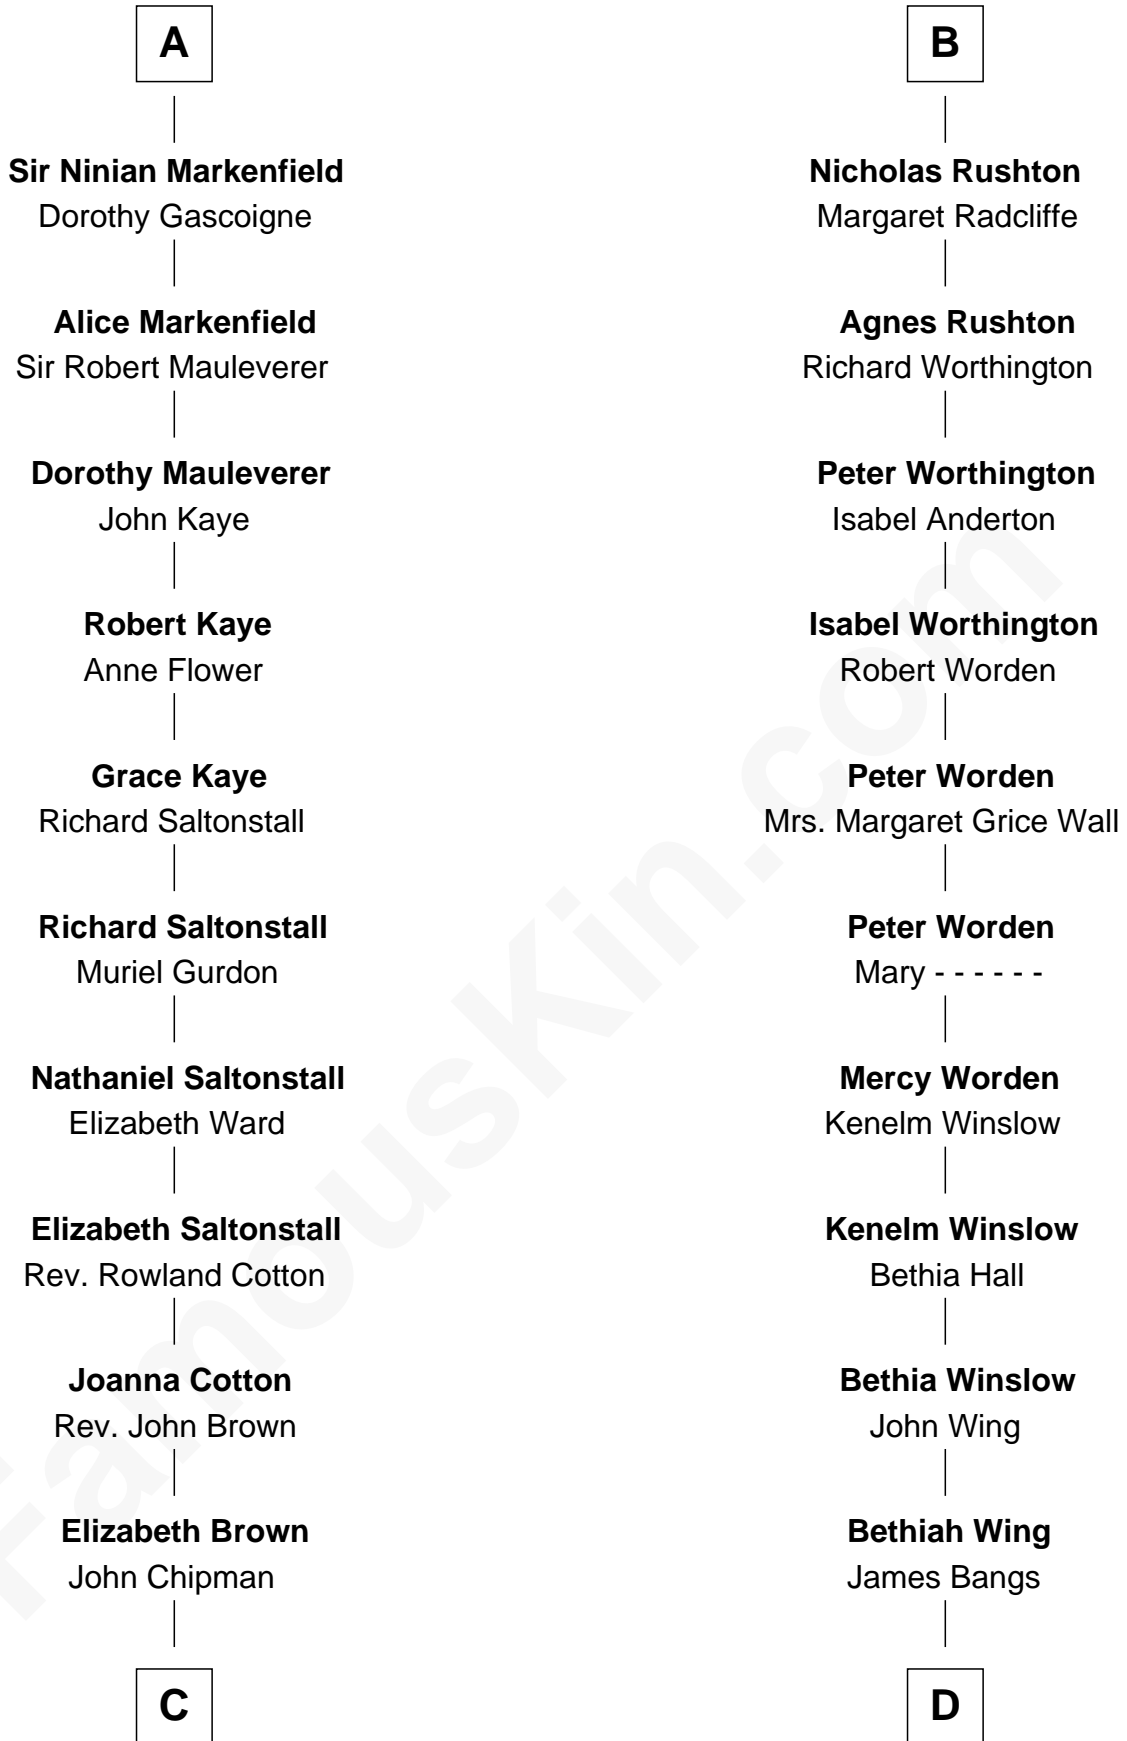 A
Sir Ninian Markenfield
Dorothy Gascoigne
Alice Markenfield
Sir Robert Mauleverer
Dorothy Mauleverer
John Kaye
Robert Kaye
Anne Flower
Grace Kaye
Richard Saltonstall
Richard Saltonstall
Muriel Gurdon
Nathaniel Saltonstall
Elizabeth Ward
Elizabeth Saltonstall
Rev. Rowland Cotton
Joanna Cotton
Rev. John Brown
Elizabeth Brown
John Chipman
C
B
Nicholas Rushton
Margaret Radcliffe
Agnes Rushton
Richard Worthington
Peter Worthington
Isabel Anderton
Isabel Worthington
Robert Worden
Peter Worden
Mrs. Margaret Grice Wall
Peter Worden
Mary - - - - - -
Mercy Worden
Kenelm Winslow
Kenelm Winslow
Bethia Hall
Bethia Winslow
John Wing
Bethiah Wing
James Bangs
D
FamousKin.com